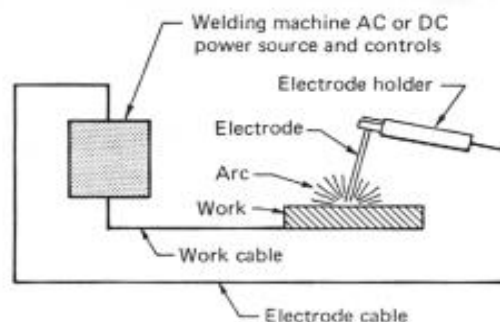 Welding machine AC or DC
power source and controls
Electrode holder
Electrode
Arc
Work
Work cable
Electrode cable